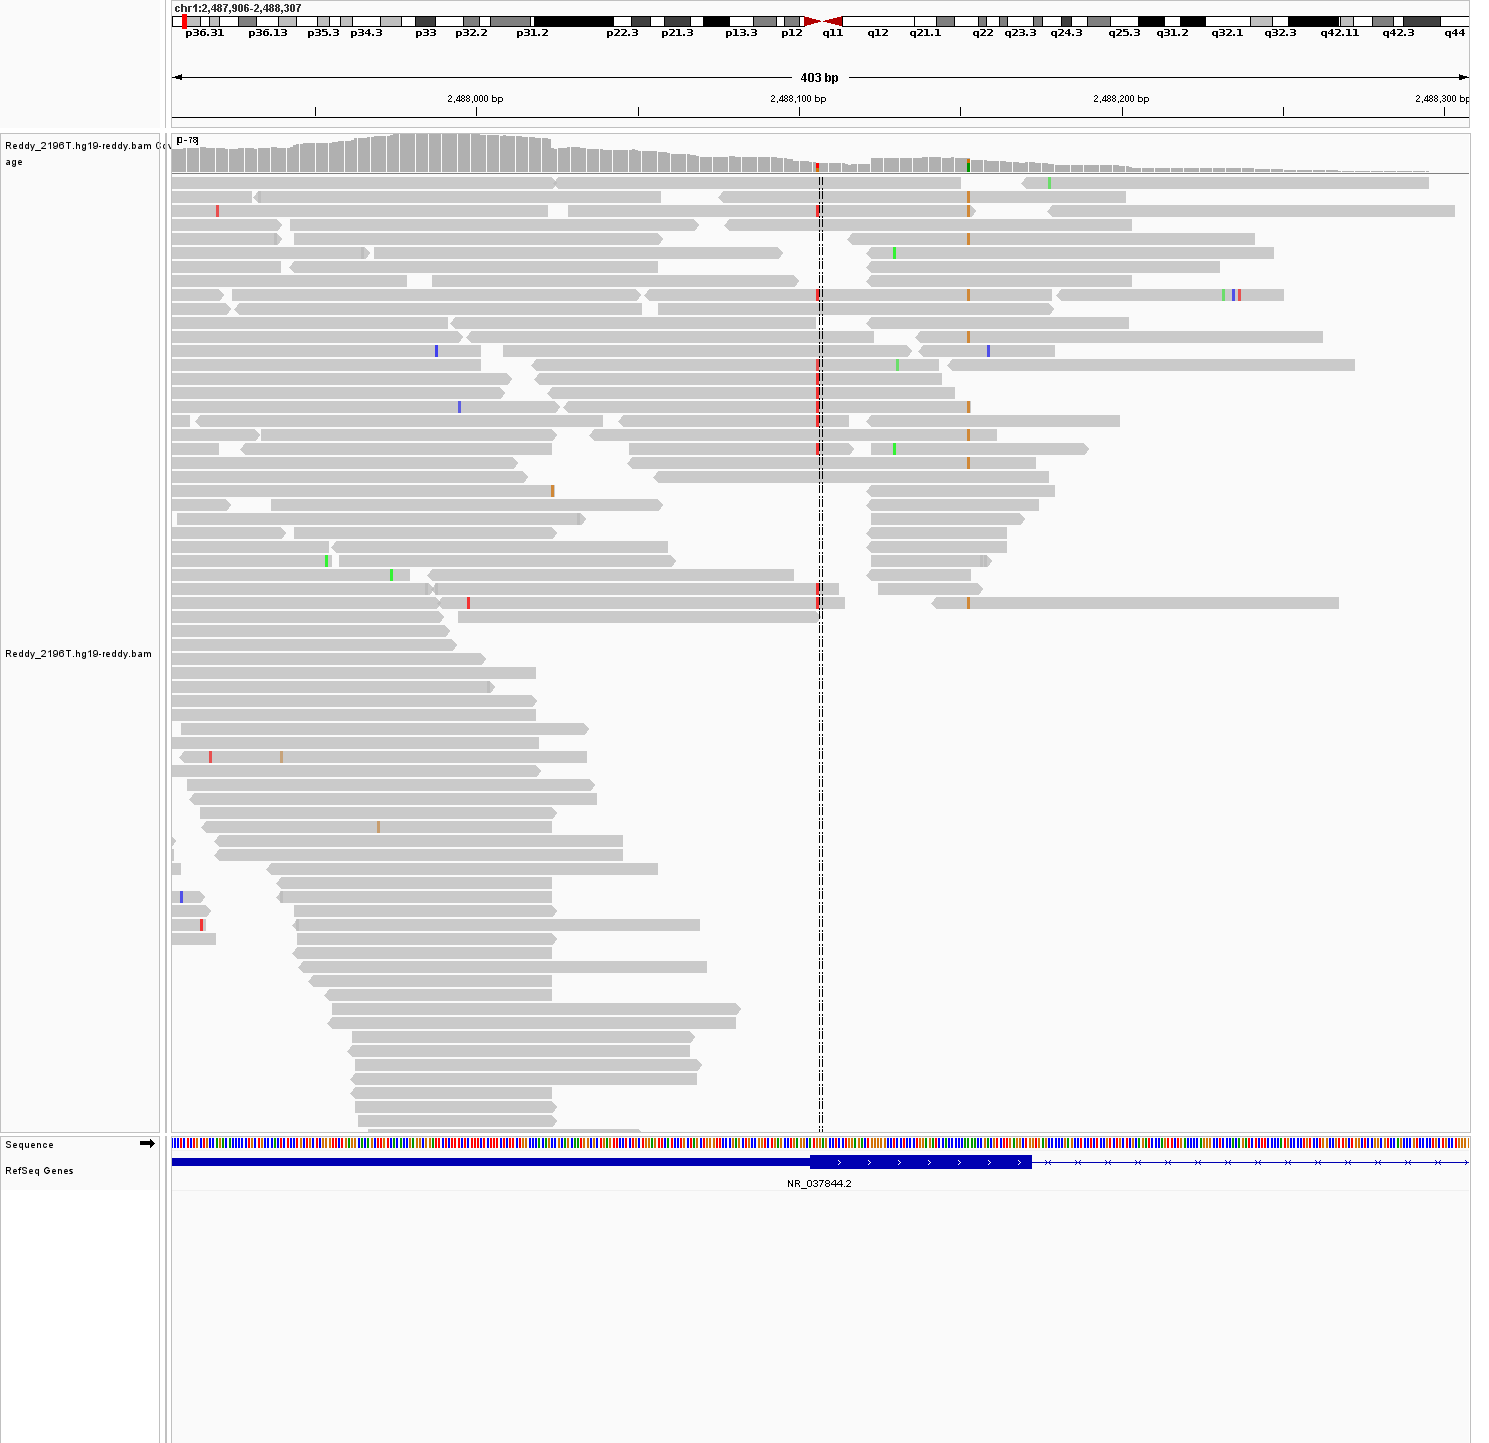 chr1:2,487,906-2,488,307
p36.31 p36.13 p35.3 p34.3 p33 p32.2 p31.2 p22.3 p21.3 p13.3 p12 q11 q12 q21.1 q22 q23.3 q24.3 q25.3 q31.2 q32.1 q32.3 q42.11 q42.3 q44
403 bp
2,488,000 bp 2,488,100 bp 2,488,200 bp 2,488,300 bp
[0-78]
Reddy_2196T.hg19-reddy.bam Cov
age
Reddy_2196T.hg19-reddy.bam
Sequence
RefSeq Genes
NR_037844.2